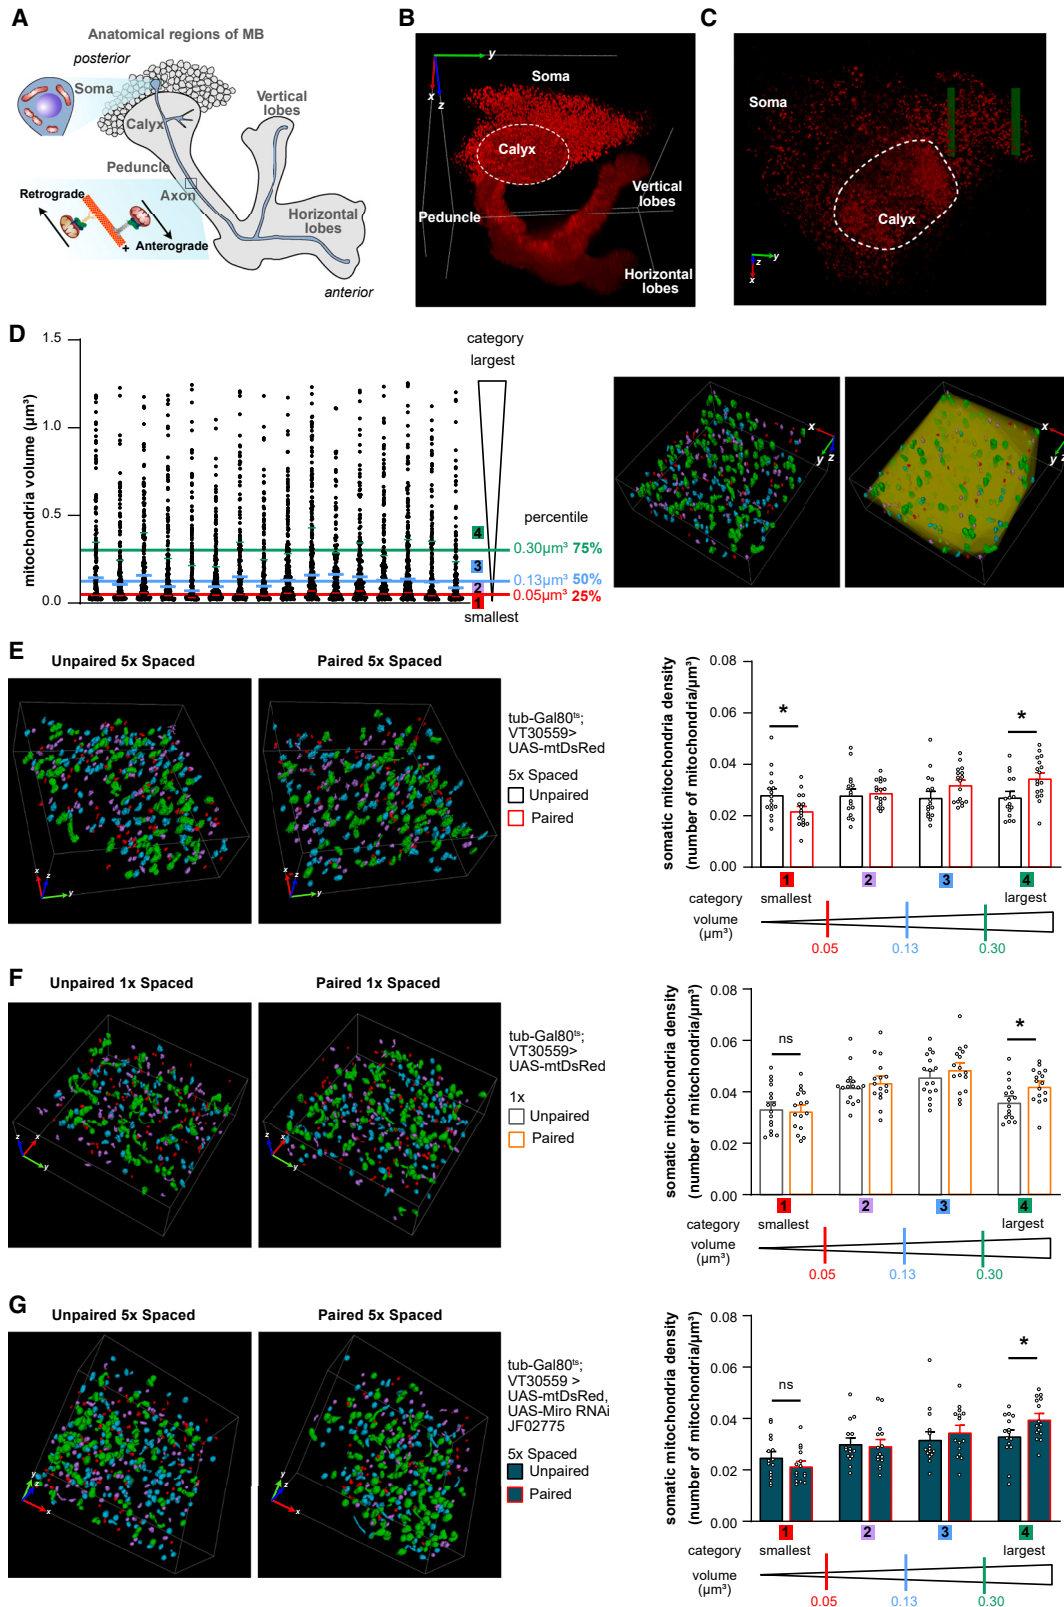 A
Anatomical regions of MB
posterior
Soma
Calyx
Vertical
lobes
Peduncle
Axon
Retrograde
Anterograde
+
Horizontal
lobes
anterior
B
y
x
z
Soma
Calyx
Peduncle
Vertical
lobes
Horizontal
lobes
C
Soma
Calyx
z
y
x
D
mitochondria volume (µm³)
1.5
1.0
0.5
0.0
category
largest
4
3
2
1
smallest
percentile
0.30µm³ 75%
0.13µm³ 50%
0.05µm³ 25%
x
y
z
x
y
z
E
Unpaired 5x Spaced
Paired 5x Spaced
x
z
y
x
z
y
tub-Gal80ts;
VT30559>
UAS-mtDsRed
5x Spaced
Unpaired
Paired
somatic mitochondria density
(number of mitochondria/µm³)
0.08
0.06
0.04
0.02
0.00
*
*
1
2
3
4
category
smallest
largest
volume
(µm³)
0.05
0.13
0.30
F
Unpaired 1x Spaced
Paired 1x Spaced
z
x
y
z
x
y
tub-Gal80ts;
VT30559>
UAS-mtDsRed
1x
Unpaired
Paired
somatic mitochondria density
(number of mitochondria/µm³)
0.08
0.06
0.04
0.02
0.00
ns
*
1
2
3
4
category
smallest
largest
volume
(µm³)
0.05
0.13
0.30
G
Unpaired 5x Spaced
Paired 5x Spaced
y
z
x
y
z
x
tub-Gal80ts;
VT30559 >
UAS-mtDsRed,
UAS-Miro RNAi
JF02775
5x Spaced
Unpaired
Paired
somatic mitochondria density
(number of mitochondria/µm³)
0.08
0.06
0.04
0.02
0.00
ns
*
1
2
3
4
category
smallest
largest
volume
(µm³)
0.05
0.13
0.30